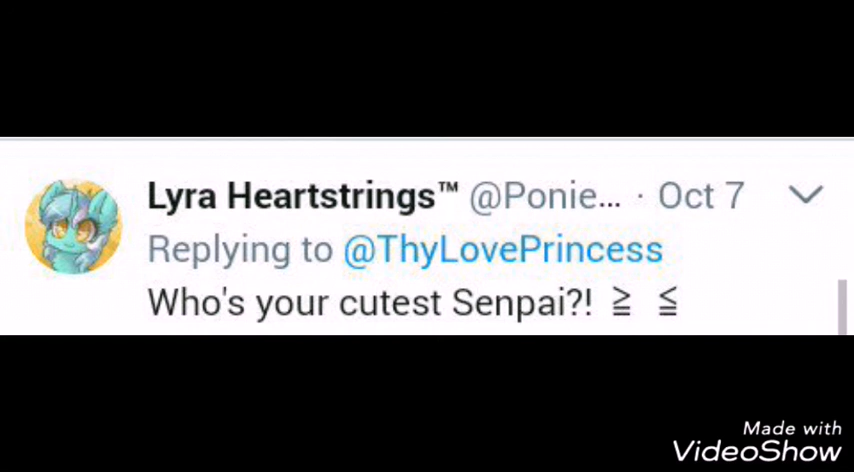 Lyra Heartstrings™ @Ponie... · Oct 7
Replying to @ThyLovePrincess
Who's your cutest Senpai?! ≧ ≦
Made with
VideoShow